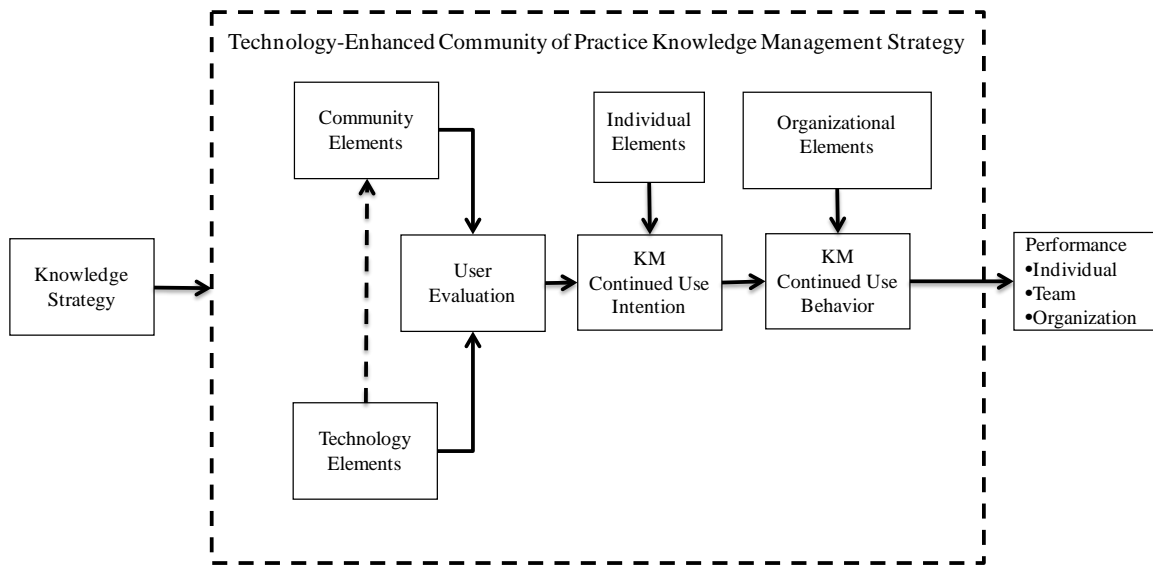 Technology-Enhanced Community of Practice Knowledge Management Strategy
Community
Elements
Individual
Elements
Organizational
Elements
Knowledge
Strategy
User
Evaluation
KM
Continued Use
Intention
KM
Continued Use
Behavior
Performance
•Individual
•Team
•Organization
Technology
Elements